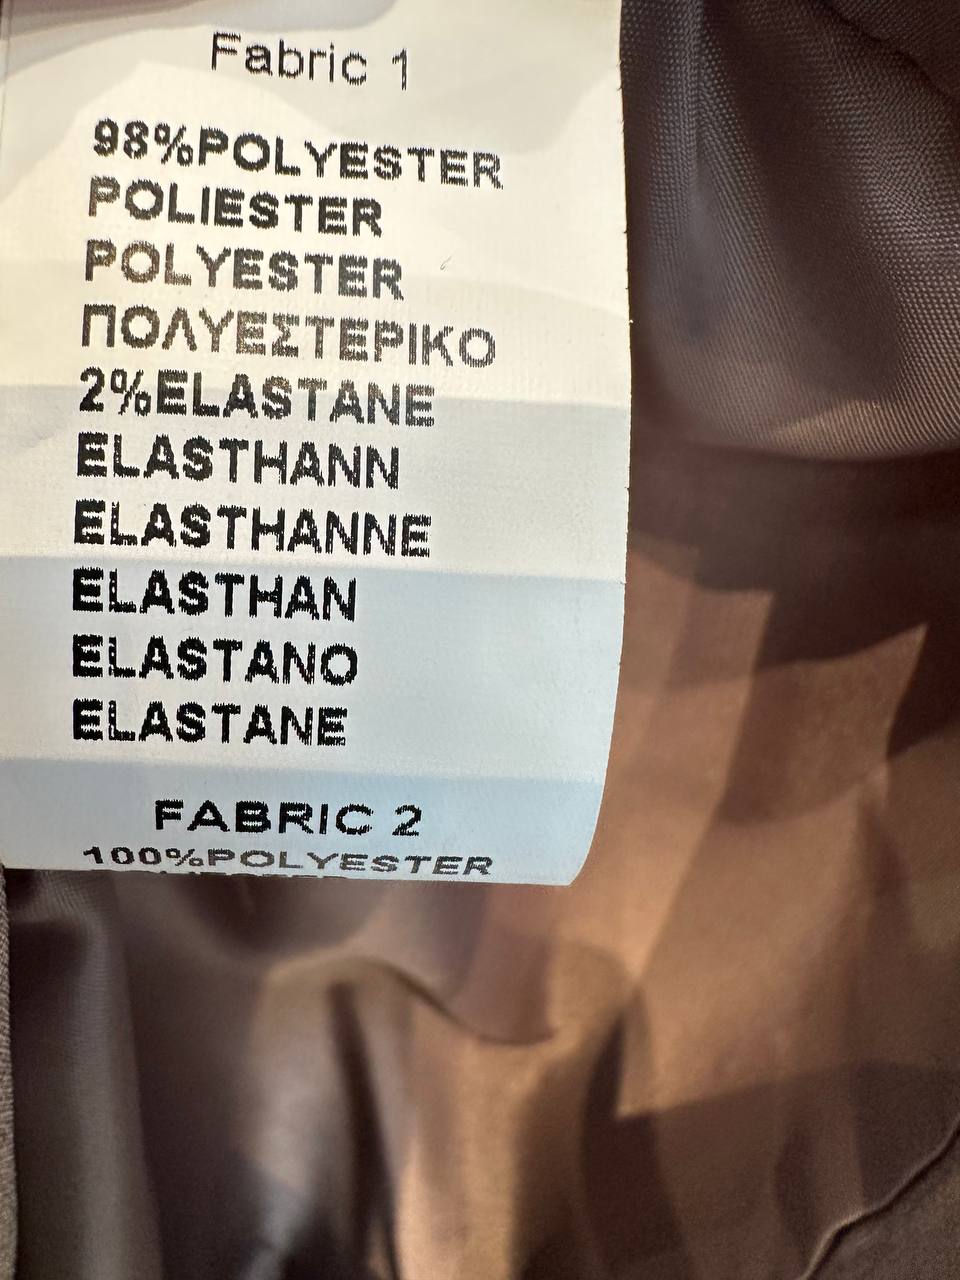 Fabric 1
98%POLYESTER
POLIESTER
POLYESTER
ΠΟΛΥΕΣΤΕΡΙΚΟ
2%ELASTANE
ELASTHANN
ELASTHANNE
ELASTHAN
ELASTANO
ELASTANE
FABRIC 2
100%POLYESTER